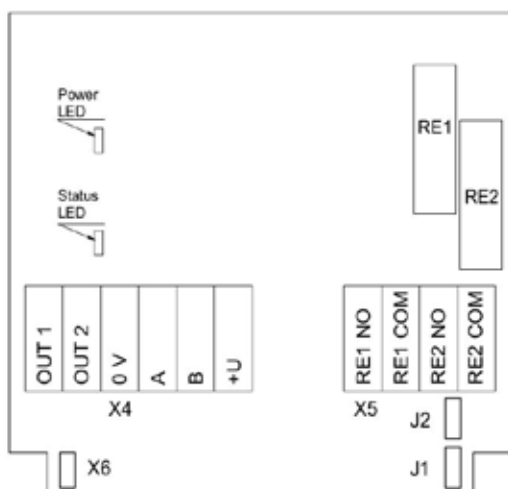 Power
LED
RE1
RE2
Status
LED
OUT 1
OUT 2
0 V
A
B
+U
RE1 NO
RE1 COM
RE2 NO
RE2 COM
X4
X5
J2
X6
J1